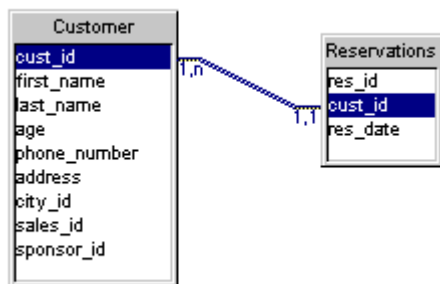 Customer
cust_id
first_name
last_name
age
phone_number
address
city_id
sales_id
sponsor_id
1,n
1,1
Reservations
res_id
cust_id
res_date